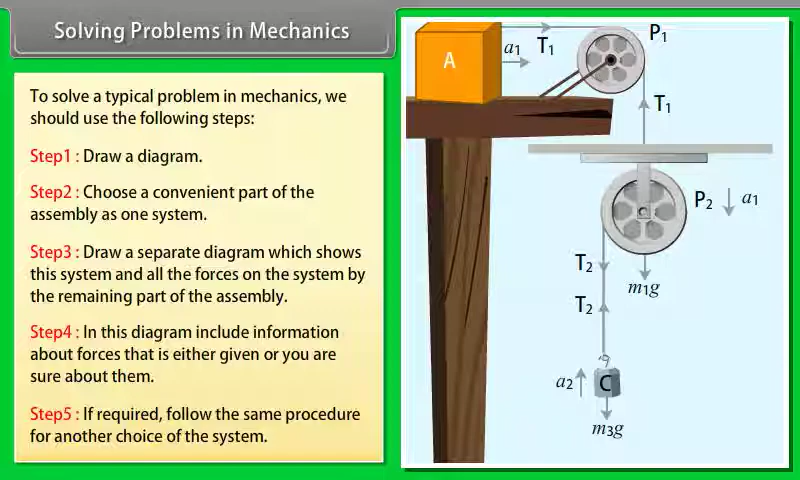 Solving Problems in Mechanics
To solve a typical problem in mechanics, we
should use the following steps:
Step1 : Draw a diagram.
Step2 : Choose a convenient part of the
assembly as one system.
Step3 : Draw a separate diagram which shows
this system and all the forces on the system by
the remaining part of the assembly.
Step4 : In this diagram include information
about forces that is either given or you are
sure about them.
Step5 : If required, follow the same procedure
for another choice of the system.
A
a₁
T₁
P₁
T₁
P₂
a₁
T₂
m₁g
T₂
a₂
C
m₃g